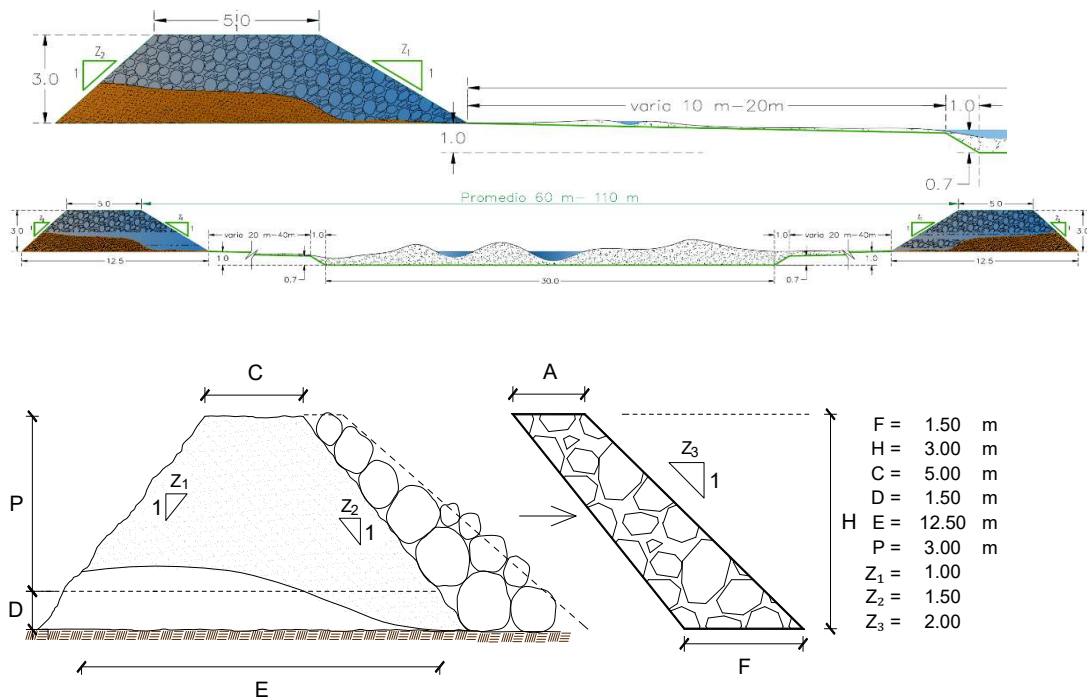 5.0
Z2
Z1
1
1
3.0
varia 10 m-20m
1.0
1.0
0.7
Promedio 60 m- 110 m
5.0
5.0
3.0
1
1
1
1
3.0
varia 20 m-40m
1.0
1.0
varia 20 m-40m
12.5
1.0
1.0
12.5
0.7
0.7
30.0
C
A
Z3
1
P
Z1
1
Z2
1
H
D
E
F
F = 1.50 m
H = 3.00 m
C = 5.00 m
D = 1.50 m
E = 12.50 m
P = 3.00 m
Z1 = 1.00
Z2 = 1.50
Z3 = 2.00